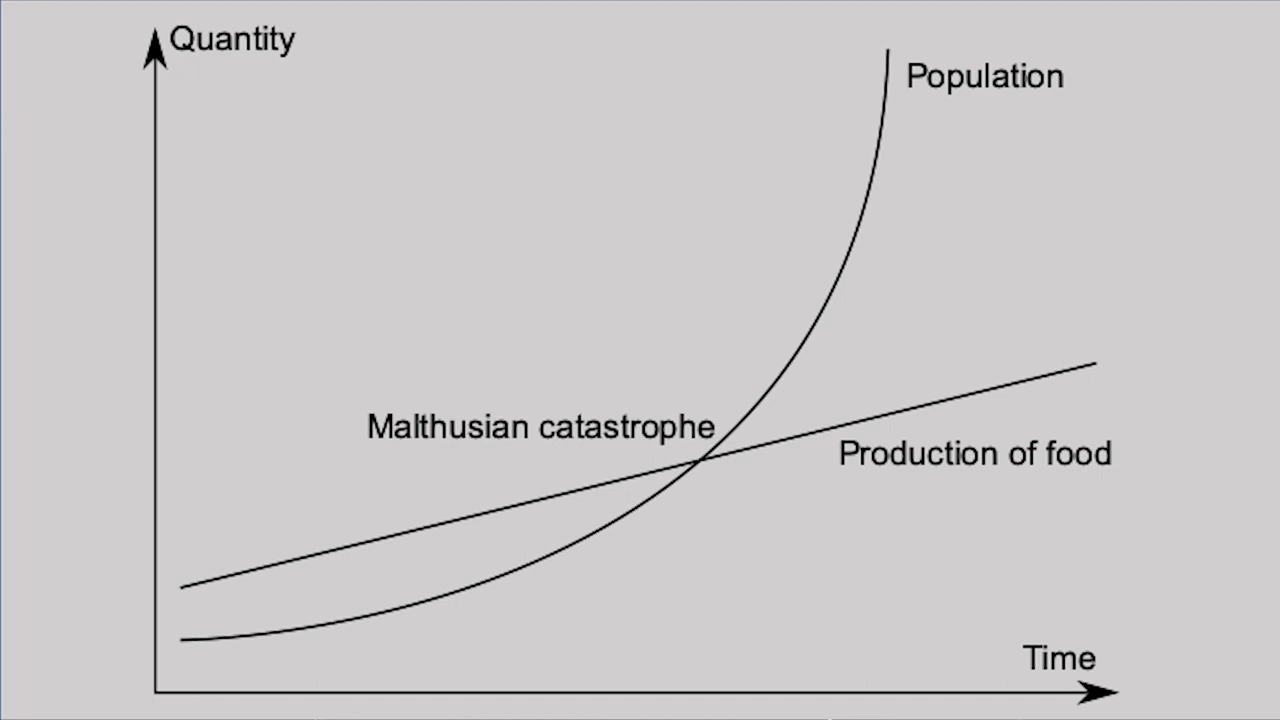 Quantity
Population
Malthusian catastrophe
Production of food
Time